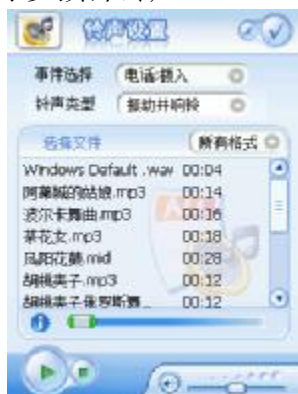 铃声设置
事件选择 电话拨入
铃声类型 振动并响铃
选择文件 所有格式
Windows Default .wav 00:04
阿莱城的姑娘.mp3 00:14
波尔卡舞曲.mp3 00:16
茶花女.mp3 00:18
凤阳花鼓.mid 00:28
胡桃夹子.mp3 00:12
胡桃夹子俄罗斯舞_ 00:12